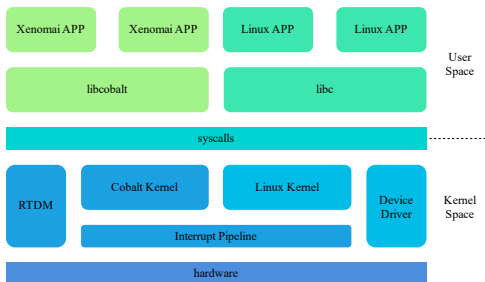 Xenomai APP
Xenomai APP
Linux APP
Linux APP
User
Space
libcobalt
libc
syscalls
RTDM
Cobalt Kernel
Linux Kernel
Device
Driver
Kernel
Space
Interrupt Pipeline
hardware